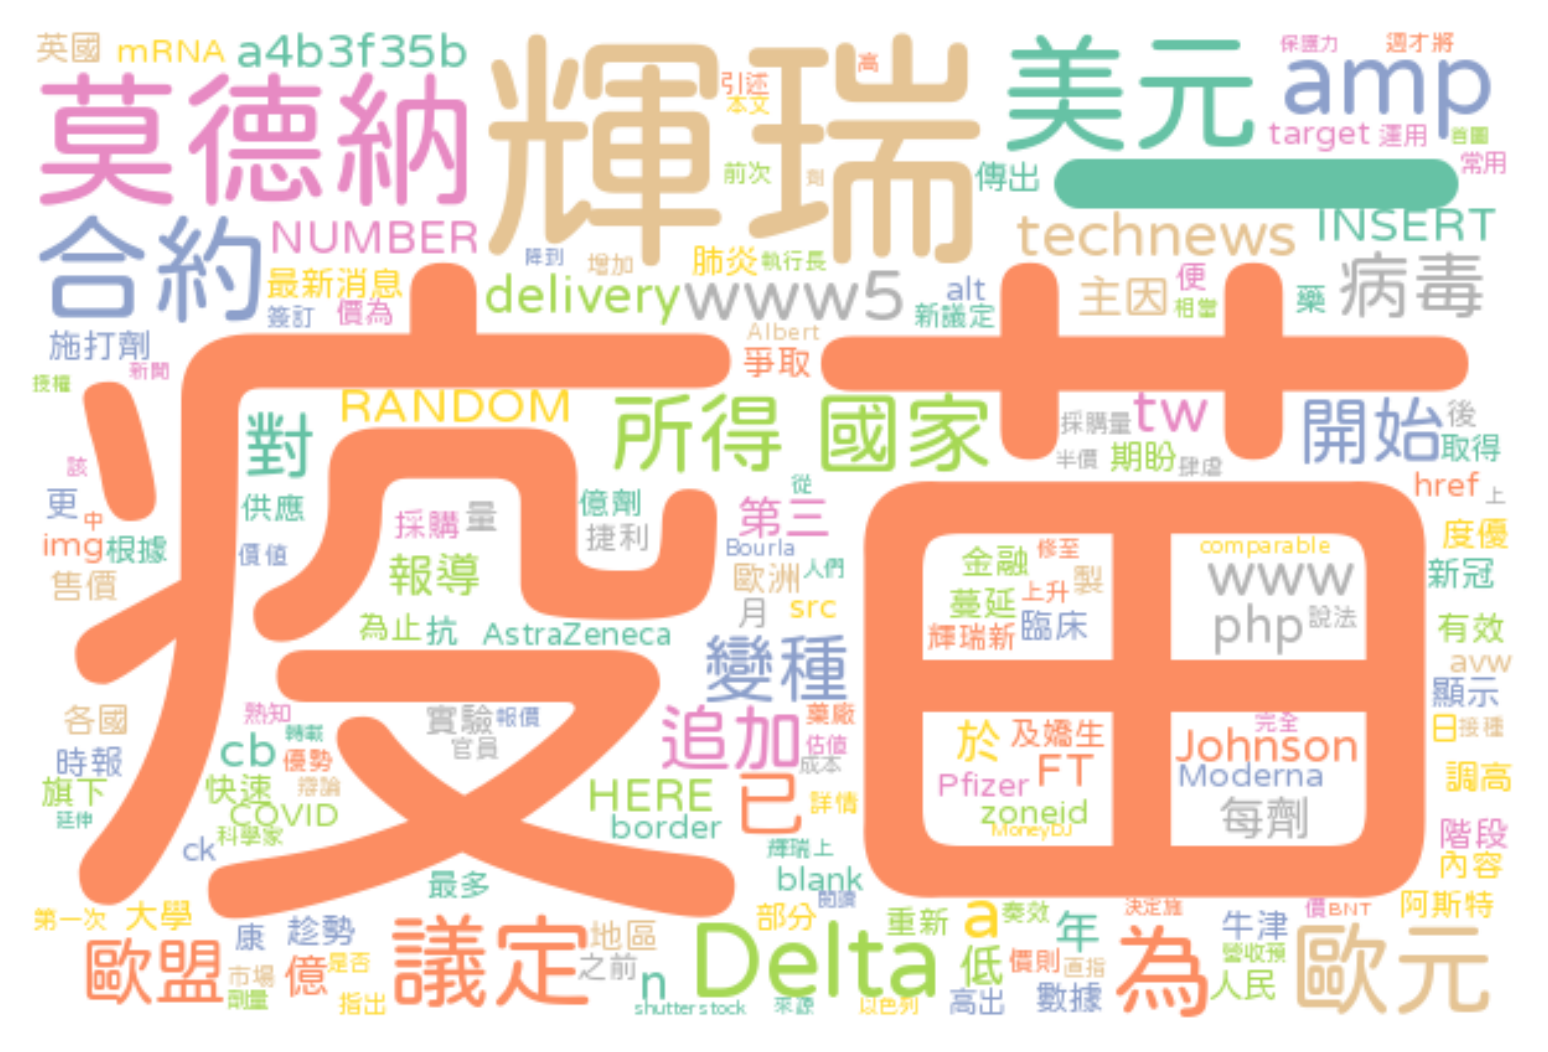 英國 mRNA a4b3f35b 輝瑞 高 美元 保護力 週才將
引述 本文 amp
莫德納 target 運用 首圖
前次 劑 傳出 一 常用
合約 NUMBER technews INSERT
降到 增加 肺炎 執行長
最新消息 delivery www5 alt 主因 便 病毒
簽訂 價為 新議定 相當 藥
施打劑 Albert
新聞 爭取
授權 疫苗
RANDOM 所得 國家 採購量 tw 開始 後
對 半價 期盼 肆虐 取得
該 從 href 上
更 中 供應 採購 量 億劑 第三 度優
img 根據 價值 捷利 Bourla 金融 修至 comparable
售價 報導 歐洲 人們 製 www 新冠
月 src 蔓延 上升
為止 抗 AstraZeneca 輝瑞新 臨床 php 說法 有效
變種 avw
顯示
各國 熟知 實驗 報價 追加 藥廠 於 及嬌生 完全 日 接種
時報 cb 轉載 官員 估值 Johnson
優勢 成本 FT
旗下 快速 辯論 HERE 已 詳情 Pfizer Moderna 調高
延伸 COVID border zoneid 每劑
科學家 MoneyDJ 階段
ck 輝瑞上 內容
最多 blank
閱讀
第一次 大學 部分 重新 a 奏效 決定施 價 BNT 阿斯特
康 趁勢 議定 地區 年 牛津
歐盟 市場 億 是否 之前 Delta 低 價則 直指 為 營收預 歐元
劑量 指出 n 高出 數據 人民
shutterstock 來源 以色列